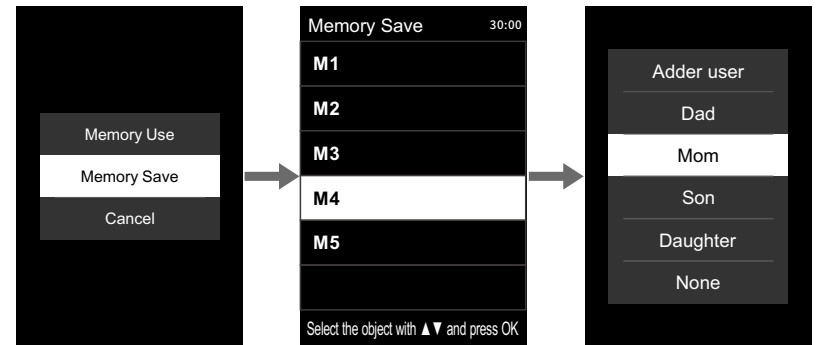 Memory Use
Memory Save
Cancel
Memory Save 30:00
M1
M2
M3
M4
M5
Select the object with ▲▼ and press OK
Adder user
Dad
Mom
Son
Daughter
None